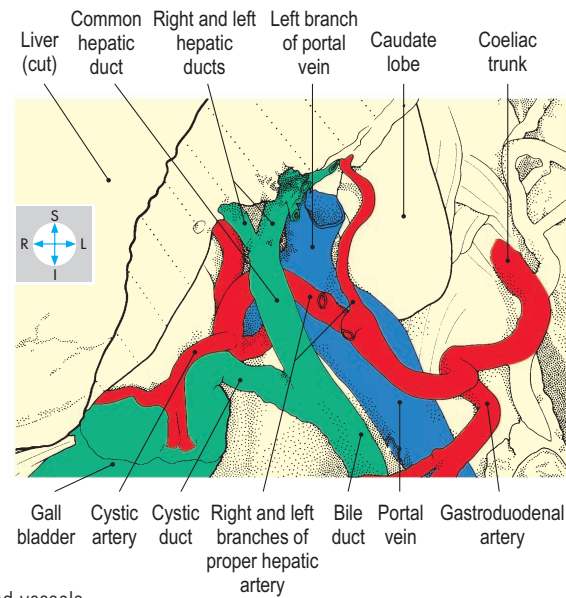 Liver
(cut)
Common
hepatic
duct
Right and left
hepatic
ducts
Left branch
of portal
vein
Caudate
lobe
Coeliac
trunk
S
R
L
I
Gall
bladder
Cystic
artery
Cystic
duct
Right and left
branches of
proper hepatic
artery
Bile
duct
Portal
vein
Gastroduodenal
artery
vessels